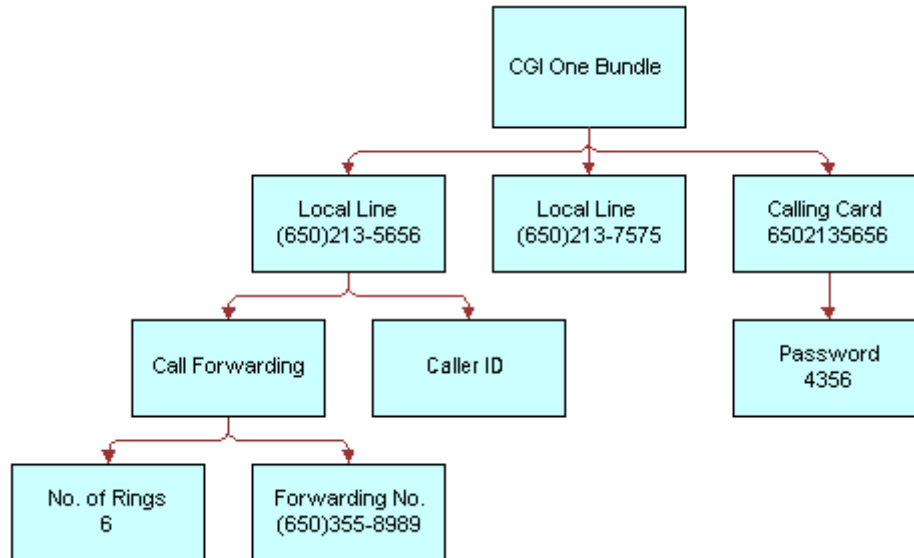 CGI One Bundle
Local Line
(650)213-5656
Local Line
(650)213-7575
Calling Card
6502135656
Call Forwarding
Caller ID
Password
4356
No. of Rings
6
Forwarding No.
(650)355-8989